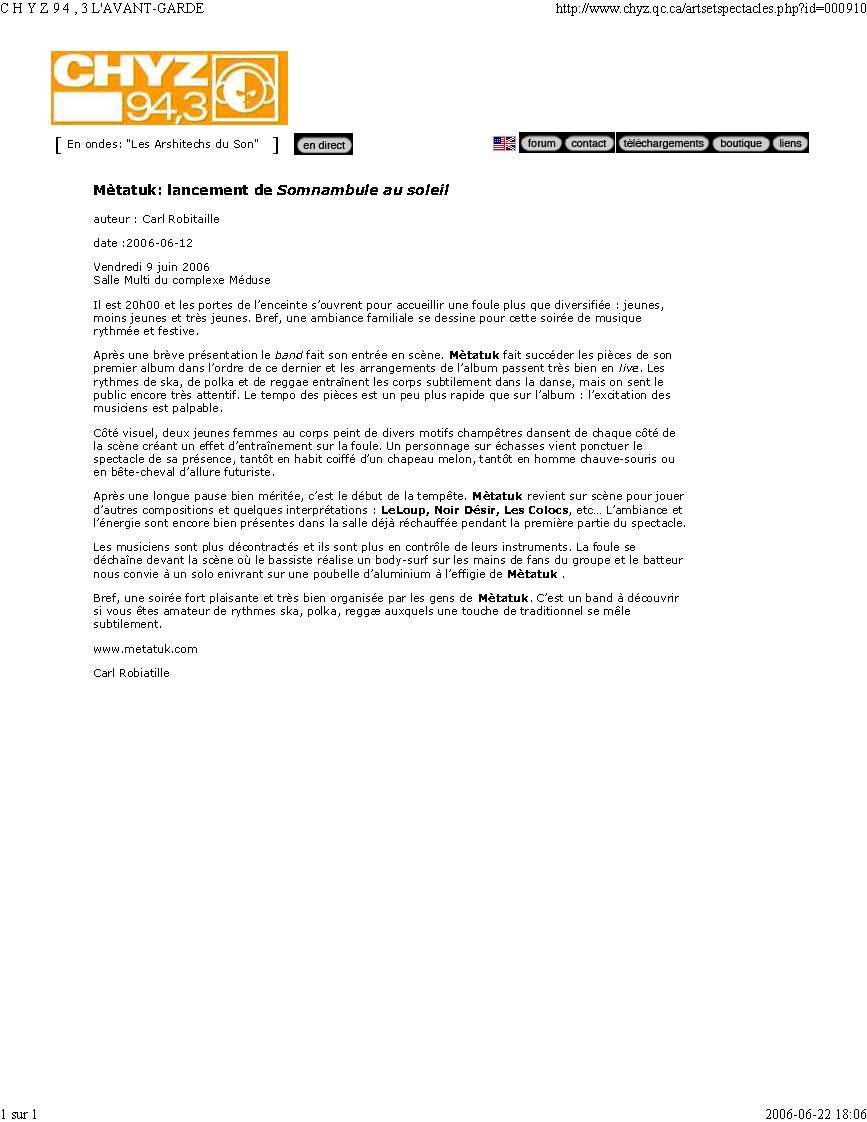 C H Y Z 9 4 , 3 L'AVANT-GARDE http://www.chyz.qc.ca/artsetspectacles.php?id=000910
CHYZ
94,3
[ En ondes: "Les Arshitechs du Son" ] en direct forum contact téléchargements boutique liens
Mètatuk: lancement de Somnambule au soleil
auteur : Carl Robitaille
date :2006-06-12
Vendredi 9 juin 2006
Salle Multi du complexe Méduse
Il est 20h00 et les portes de l'enceinte s'ouvrent pour accueillir une foule plus que diversifiée : jeunes,
moins jeunes et très jeunes. Bref, une ambiance familiale se dessine pour cette soirée de musique
rythmée et festive.
Après une brève présentation le band fait son entrée en scène. Mètatuk fait succéder les pièces de son
premier album dans l'ordre de ce dernier et les arrangements de l'album passent très bien en live. Les
rythmes de ska, de polka et de reggae entraînent les corps subtilement dans la danse, mais on sent le
public encore très attentif. Le tempo des pièces est un peu plus rapide que sur l'album : l'excitation des
musiciens est palpable.
Côté visuel, deux jeunes femmes au corps peint de divers motifs champêtres dansent de chaque côté de
la scène créant un effet d'entraînement sur la foule. Un personnage sur échasses vient ponctuer le
spectacle de sa présence, tantôt en habit coiffé d'un chapeau melon, tantôt en homme chauve-souris ou
en bête-cheval d'allure futuriste.
Après une longue pause bien méritée, c'est le début de la tempête. Mètatuk revient sur scène pour jouer
d'autres compositions et quelques interprétations : LeLoup, Noir Désir, Les Colocs, etc... L'ambiance et
l'énergie sont encore bien présentes dans la salle déjà réchauffée pendant la première partie du spectacle.
Les musiciens sont plus décontractés et ils sont plus en contrôle de leurs instruments. La foule se
déchaîne devant la scène où le bassiste réalise un body-surf sur les mains de fans du groupe et le batteur
nous convie à un solo enivrant sur une poubelle d'aluminium à l'effigie de Mètatuk .
Bref, une soirée fort plaisante et très bien organisée par les gens de Mètatuk. C'est un band à découvrir
si vous êtes amateur de rythmes ska, polka, reggæ auxquels une touche de traditionnel se mêle
subtilement.
www.metatuk.com
Carl Robiatille
1 sur 1 2006-06-22 18:06